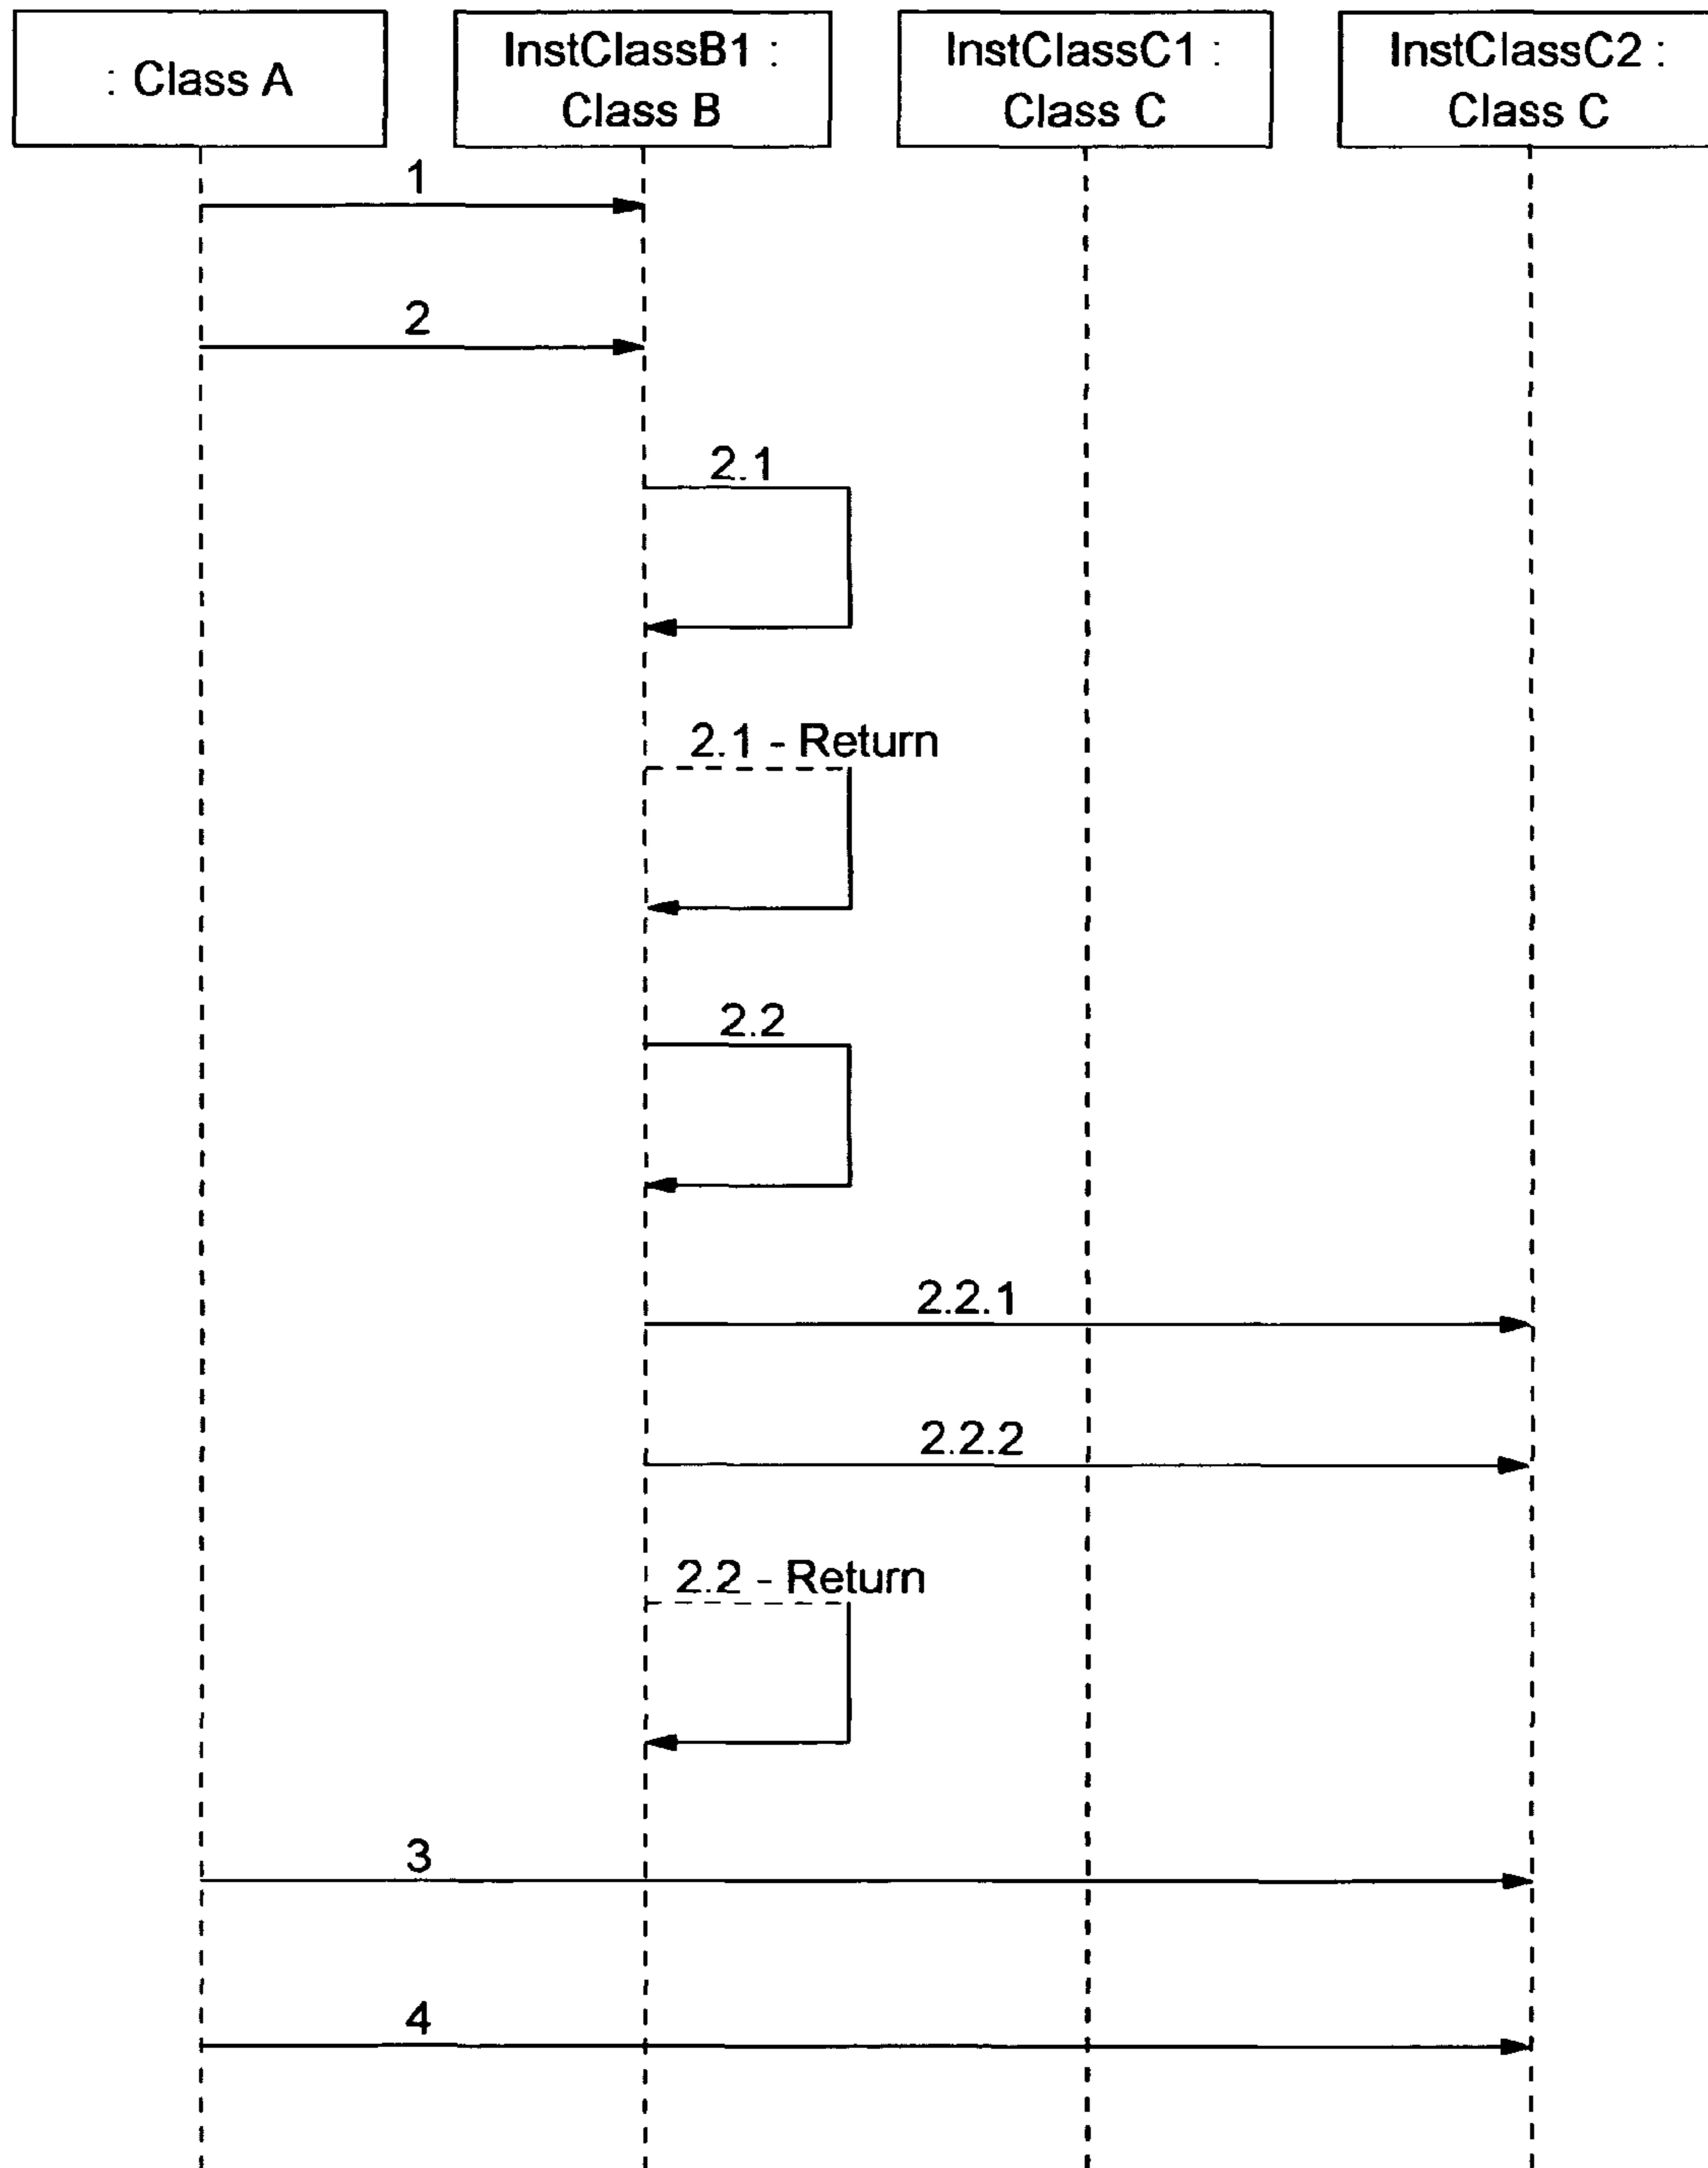 : Class A
InstClassB1 :
Class B
InstClassC1 :
Class C
InstClassC2 :
Class C
1
2
2.1
2.1 - Return
2.2
2.2.1
2.2.2
2.2 - Return
3
4